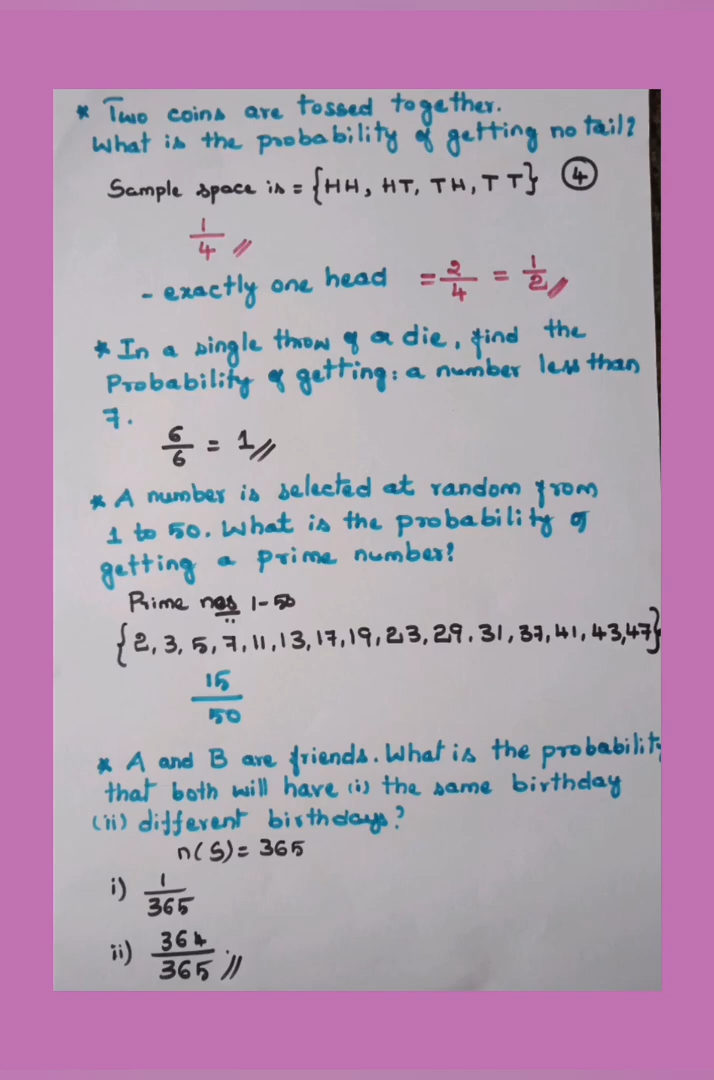 * Two coins are tossed together.
What is the probability of getting no tail?
Sample space is = {HH, HT, TH, TT} ④
1/4 //
- exactly one head = 2/4 = 1/2 //
* In a single throw of a die, find the
Probability of getting: a number less than
7.
6/6 = 1 //
* A number is selected at random from
1 to 50. What is the probability of
getting a prime number?
Prime nos 1-50
{2, 3, 5, 7, 11, 13, 17, 19, 23, 29, 31, 37, 41, 43, 47}
15/50
* A and B are friends. What is the probability
that both will have (i) the same birthday
(ii) different birthdays?
n(S) = 365
i) 1/365
ii) 364/365 //